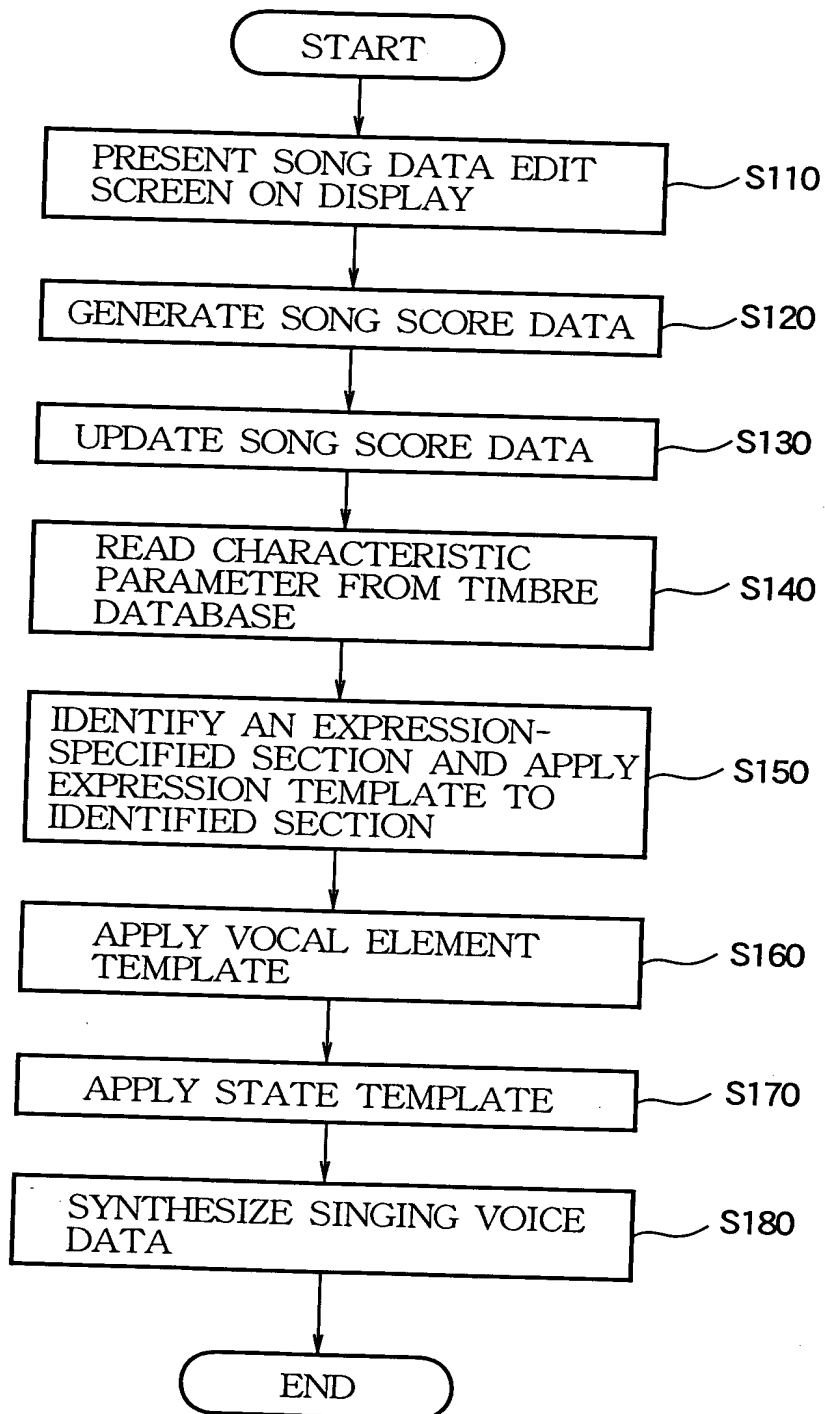 START
PRESENT SONG DATA EDIT
SCREEN ON DISPLAY
S110
GENERATE SONG SCORE DATA
S120
UPDATE SONG SCORE DATA
S130
READ CHARACTERISTIC
PARAMETER FROM TIMBRE
DATABASE
S140
IDENTIFY AN EXPRESSION-
SPECIFIED SECTION AND APPLY
EXPRESSION TEMPLATE TO
IDENTIFIED SECTION
S150
APPLY VOCAL ELEMENT
TEMPLATE
S160
APPLY STATE TEMPLATE
S170
SYNTHESIZE SINGING VOICE
DATA
S180
END